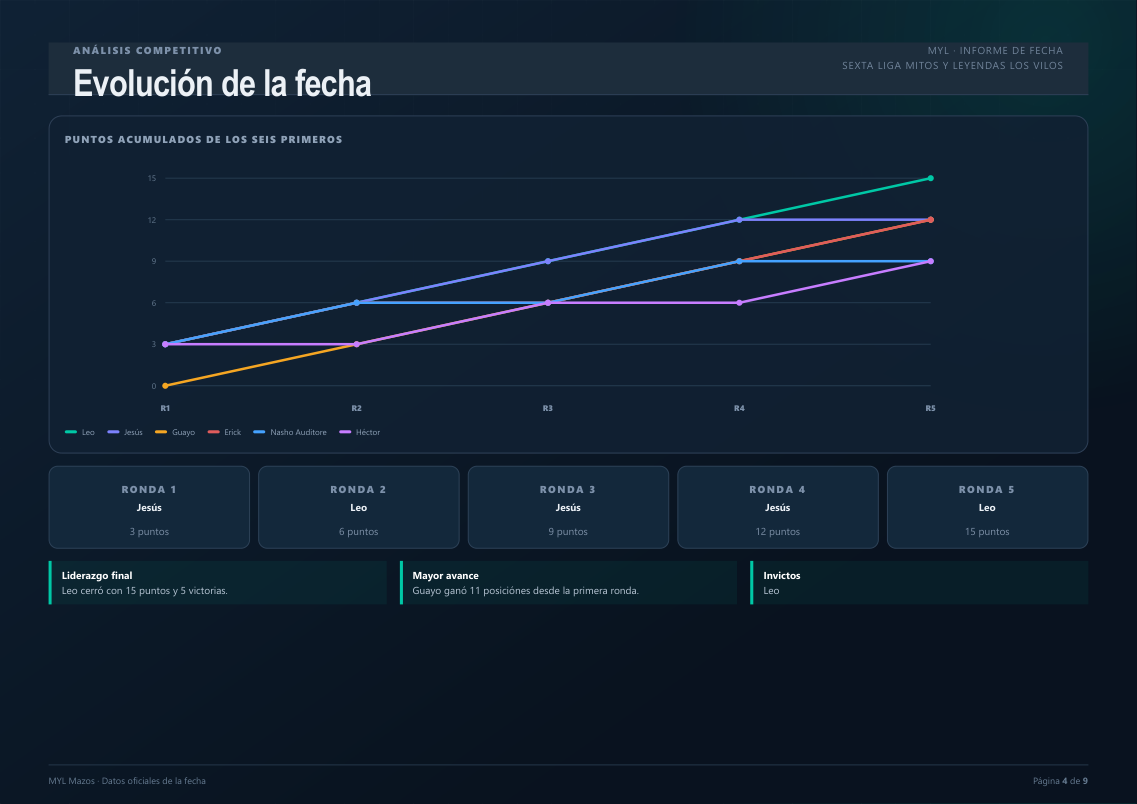 ANÁLISIS COMPETITIVO
Evolución de la fecha
MYL · INFORME DE FECHA
SEXTA LIGA MITOS Y LEYENDAS LOS VILOS
PUNTOS ACUMULADOS DE LOS SEIS PRIMEROS
15
12
9
6
3
0
R1 R2 R3 R4 R5
Leo Jesús Guayo Erick Nasho Auditore Héctor
RONDA 1
Jesús
3 puntos
RONDA 2
Leo
6 puntos
RONDA 3
Jesús
9 puntos
RONDA 4
Jesús
12 puntos
RONDA 5
Leo
15 puntos
Liderazgo final
Leo cerró con 15 puntos y 5 victorias.
Mayor avance
Guayo ganó 11 posiciónes desde la primera ronda.
Invictos
Leo
MYL Mazos · Datos oficiales de la fecha
Página 4 de 9